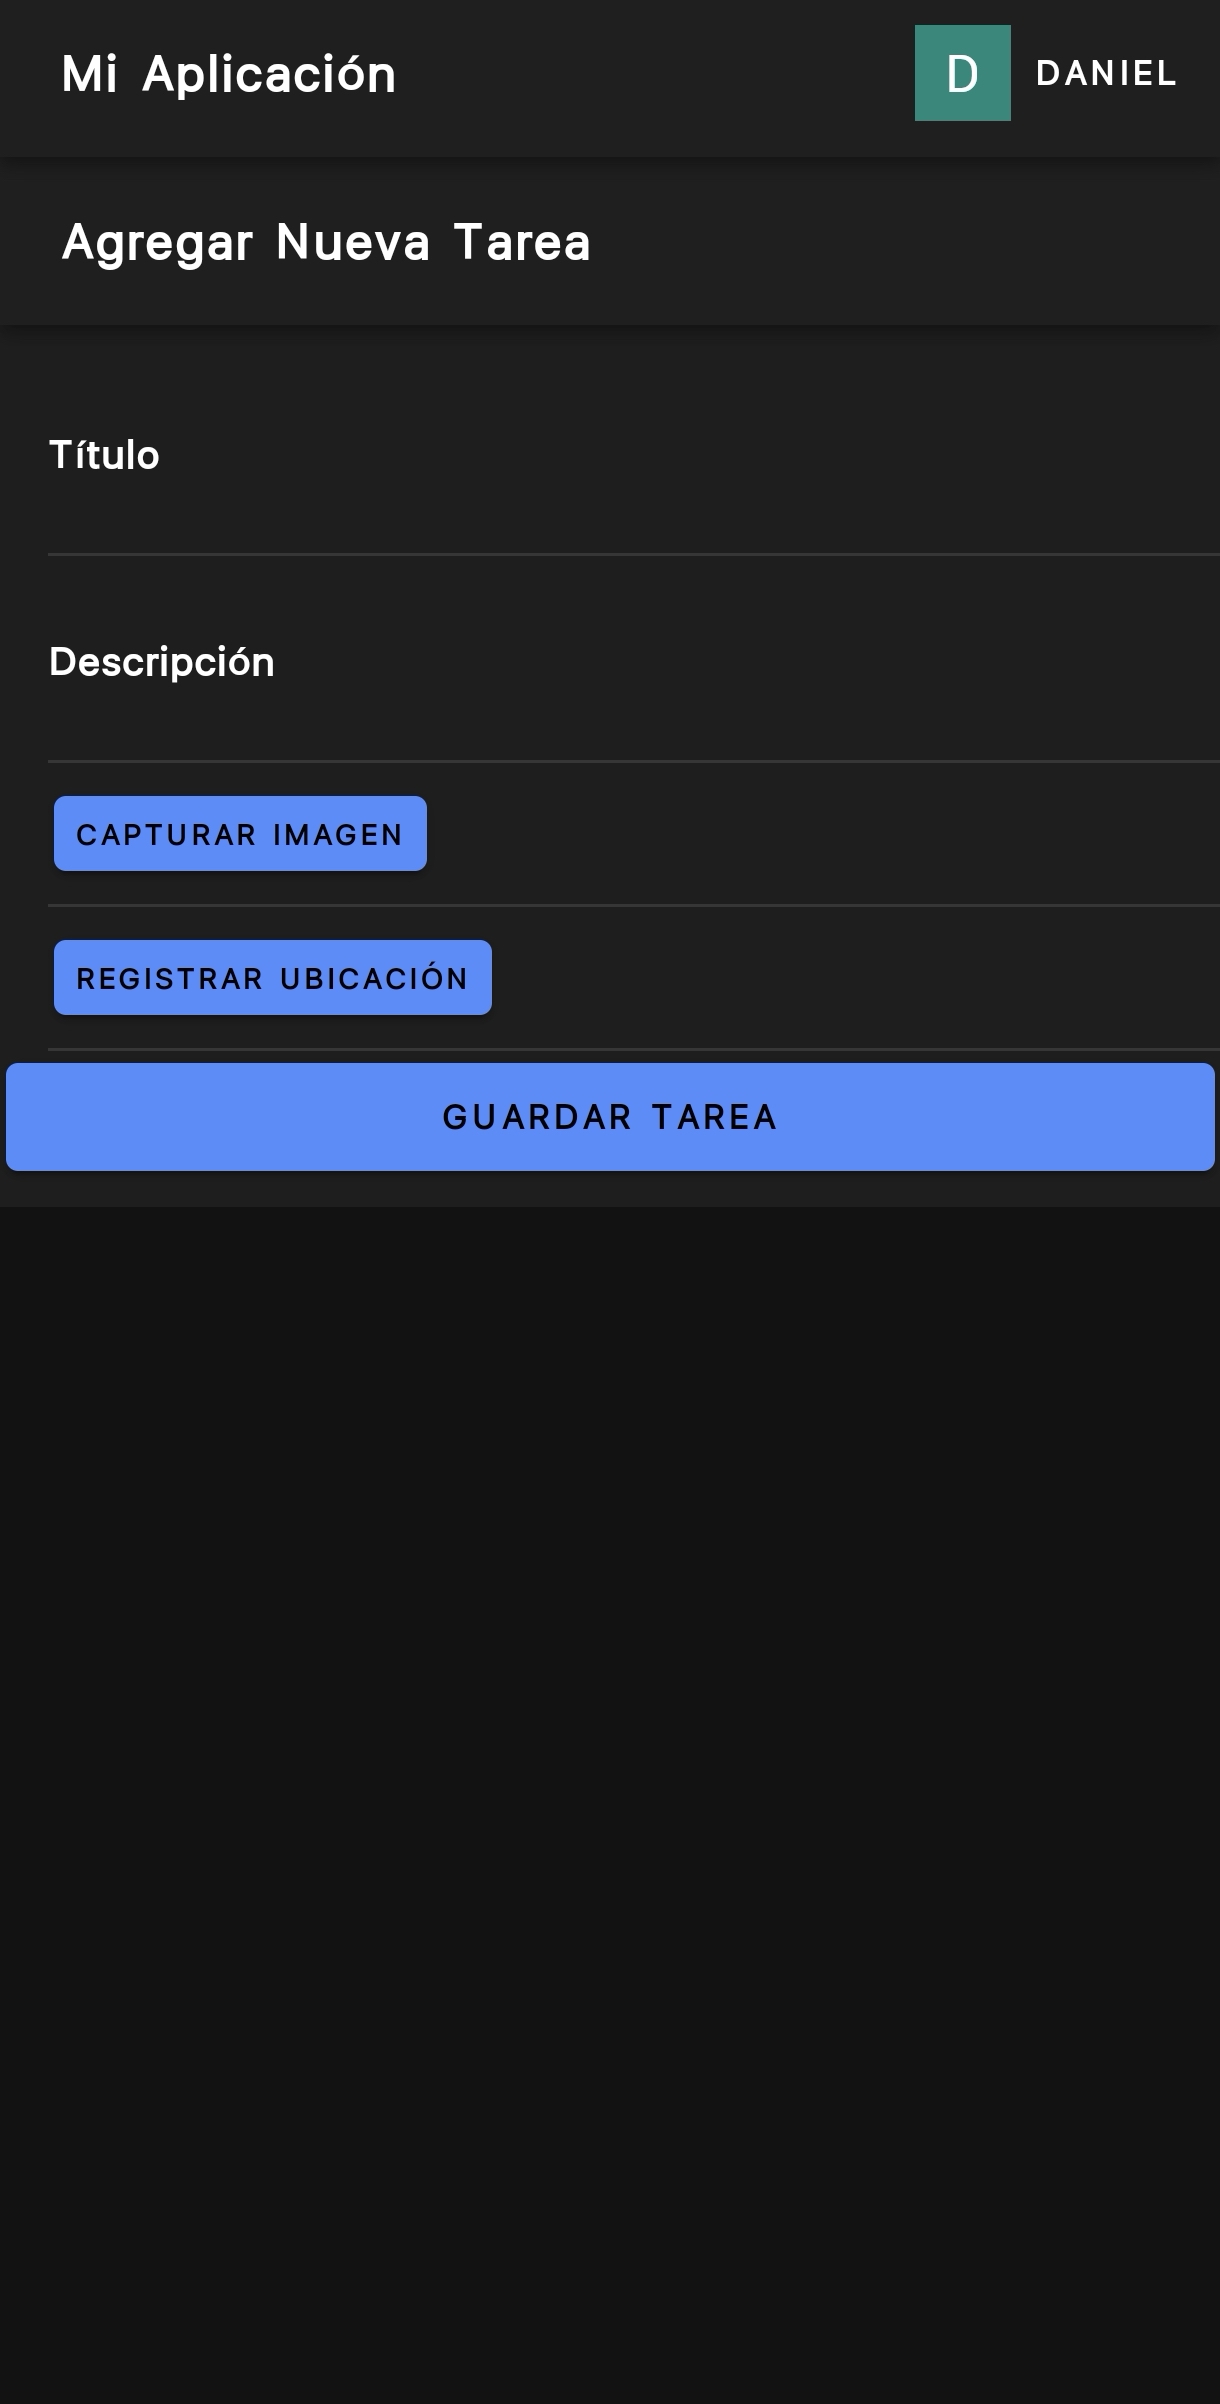 Mi Aplicación
D DANIEL
Agregar Nueva Tarea
Título
Descripción
CAPTURAR IMAGEN
REGISTRAR UBICACIÓN
GUARDAR TAREA